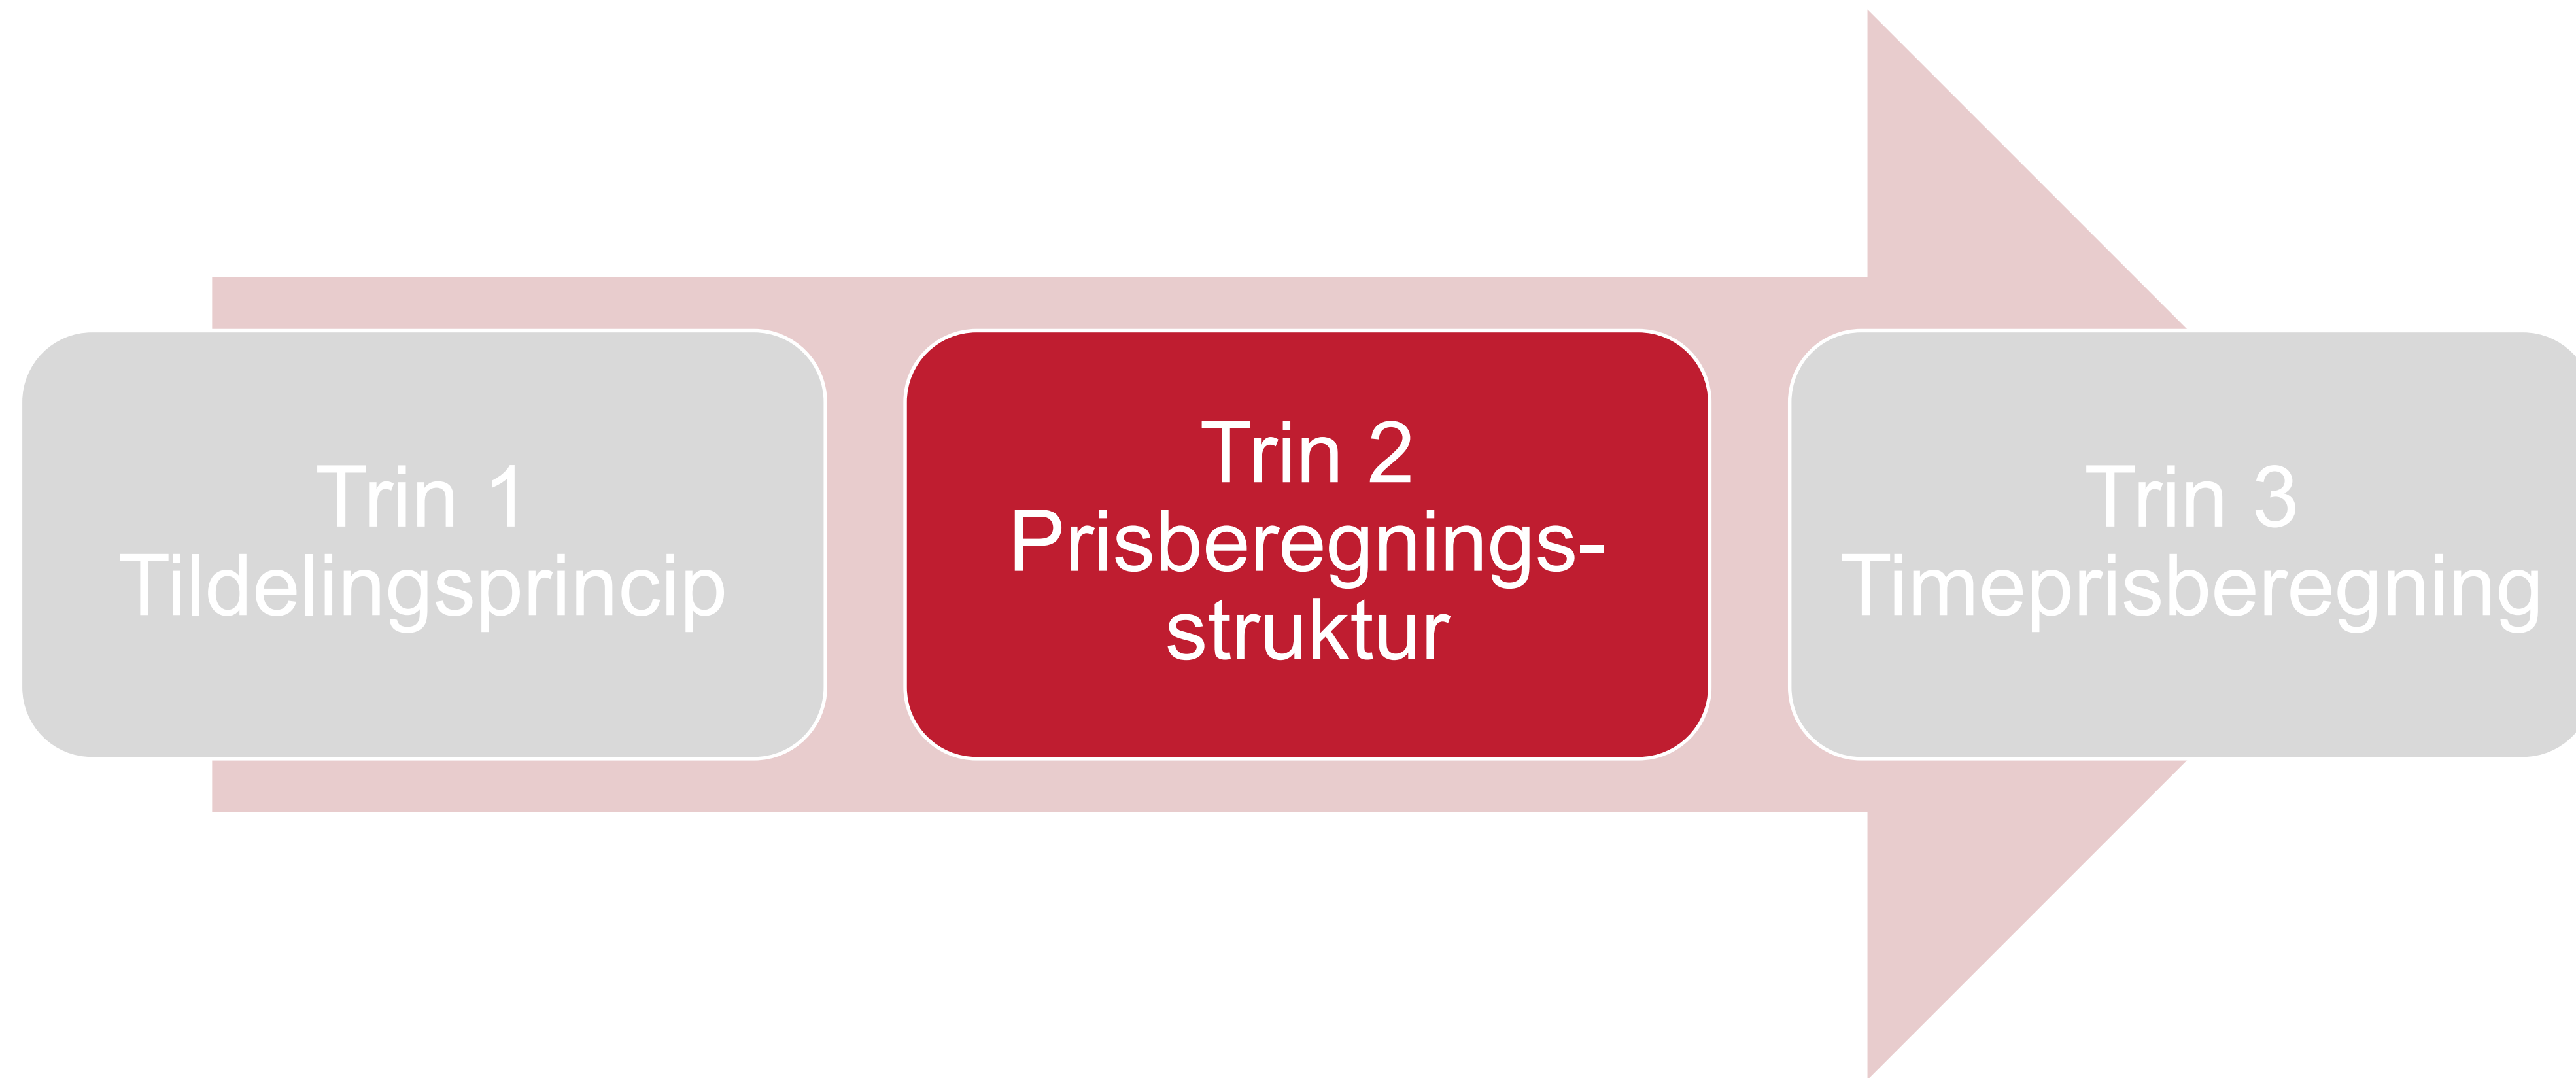 Trin 1
Tildelingsprincip
Trin 2
Prisberegnings-
struktur
Trin 3
Timeprisberegning